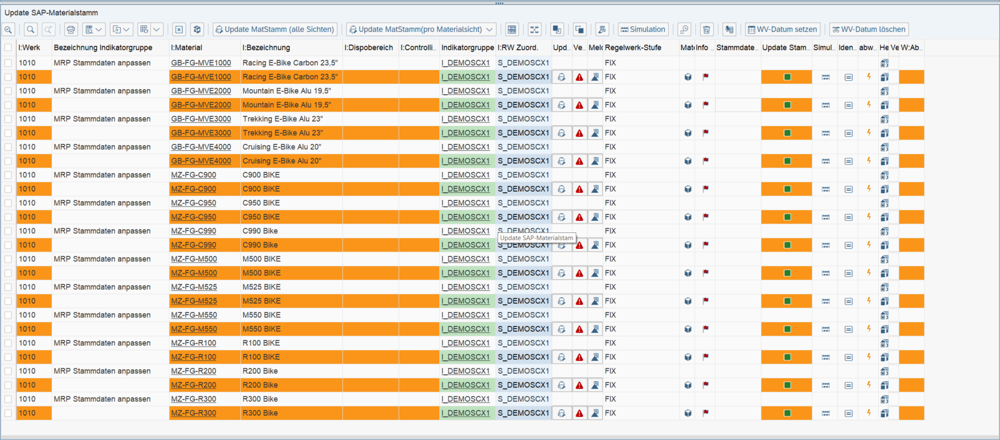 Update SAP-Materialstamm
Update MatStamm (alle Sichten) Update MatStamm(pro Materialsicht) Simulation WV-Datum setzen WV-Datum löschen
I:Werk Bezeichnung Indikatorgruppe I:Material I:Bezeichnung I:Dispobereich I:Controlli... Indikatorgruppe I:RW Zuord. Upd... Ve... Meld Regelwerk-Stufe Mate Info ... Stammdate... Update Stam... Simul... Iden... abw... He Ve W:Ab...
1010 MRP Stammdaten anpassen GB-FG-MVE1000 Racing E-Bike Carbon 23,5" I_DEMOSCX1 S_DEMOSCX1 FIX
1010 GB-FG-MVE1000 Racing E-Bike Carbon 23,5" I_DEMOSCX1 S_DEMOSCX1 FIX
1010 MRP Stammdaten anpassen GB-FG-MVE2000 Mountain E-Bike Alu 19,5" I_DEMOSCX1 S_DEMOSCX1 FIX
1010 GB-FG-MVE2000 Mountain E-Bike Alu 19,5" I_DEMOSCX1 S_DEMOSCX1 FIX
1010 MRP Stammdaten anpassen GB-FG-MVE3000 Trekking E-Bike Alu 23" I_DEMOSCX1 S_DEMOSCX1 FIX
1010 GB-FG-MVE3000 Trekking E-Bike Alu 23" I_DEMOSCX1 S_DEMOSCX1 FIX
1010 MRP Stammdaten anpassen GB-FG-MVE4000 Cruising E-Bike Alu 20" I_DEMOSCX1 S_DEMOSCX1 FIX
1010 GB-FG-MVE4000 Cruising E-Bike Alu 20" I_DEMOSCX1 S_DEMOSCX1 FIX
1010 MRP Stammdaten anpassen MZ-FG-C900 C900 BIKE I_DEMOSCX1 S_DEMOSCX1 FIX
1010 MZ-FG-C900 C900 BIKE I_DEMOSCX1 S_DEMOSCX1 FIX
1010 MRP Stammdaten anpassen MZ-FG-C950 C950 BIKE I_DEMOSCX1 S_DEMOSCX1 FIX
1010 MZ-FG-C950 C950 BIKE I_DEMOSCX1 S_DEMOSCX1 FIX
1010 MRP Stammdaten anpassen MZ-FG-C990 C990 Bike I_DEMOSCX1 S_DEMOSCX1 FIX
Update SAP-Materialstam
1010 MZ-FG-C990 C990 Bike I_DEMOSCX1 S_DEMOSCX1 FIX
1010 MRP Stammdaten anpassen MZ-FG-M500 M500 BIKE I_DEMOSCX1 S_DEMOSCX1 FIX
1010 MZ-FG-M500 M500 BIKE I_DEMOSCX1 S_DEMOSCX1 FIX
1010 MRP Stammdaten anpassen MZ-FG-M525 M525 BIKE I_DEMOSCX1 S_DEMOSCX1 FIX
1010 MZ-FG-M525 M525 BIKE I_DEMOSCX1 S_DEMOSCX1 FIX
1010 MRP Stammdaten anpassen MZ-FG-M550 M550 BIKE I_DEMOSCX1 S_DEMOSCX1 FIX
1010 MZ-FG-M550 M550 BIKE I_DEMOSCX1 S_DEMOSCX1 FIX
1010 MRP Stammdaten anpassen MZ-FG-R100 R100 BIKE I_DEMOSCX1 S_DEMOSCX1 FIX
1010 MZ-FG-R100 R100 BIKE I_DEMOSCX1 S_DEMOSCX1 FIX
1010 MRP Stammdaten anpassen MZ-FG-R200 R200 Bike I_DEMOSCX1 S_DEMOSCX1 FIX
1010 MZ-FG-R200 R200 Bike I_DEMOSCX1 S_DEMOSCX1 FIX
1010 MRP Stammdaten anpassen MZ-FG-R300 R300 Bike I_DEMOSCX1 S_DEMOSCX1 FIX
1010 MZ-FG-R300 R300 Bike I_DEMOSCX1 S_DEMOSCX1 FIX